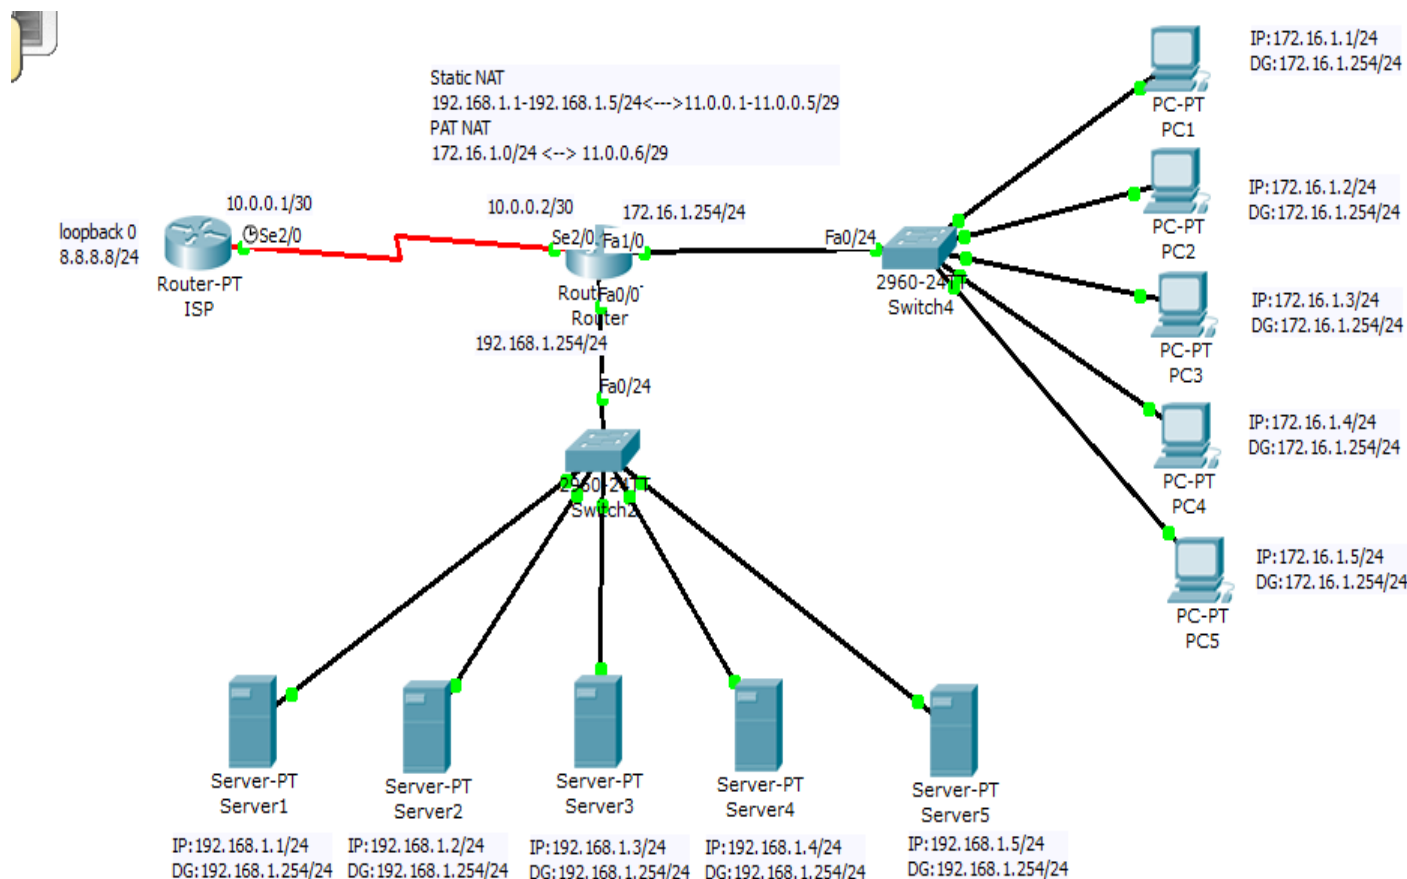 Static NAT
192.168.1.1-192.168.1.5/24<--->11.0.0.1-11.0.0.5/29
PAT NAT
172.16.1.0/24 <--> 11.0.0.6/29
loopback 0
8.8.8.8/24
10.0.0.1/30
Se2/0
Router-PT
ISP
10.0.0.2/30
Se2/0
172.16.1.254/24
Fa1/0
Fa0/0
Router
192.168.1.254/24
Fa0/24
2960-24TT
Switch4
Fa0/24
2960-24TT
Switch2
PC-PT
PC1
IP:172.16.1.1/24
DG:172.16.1.254/24
PC-PT
PC2
IP:172.16.1.2/24
DG:172.16.1.254/24
PC-PT
PC3
IP:172.16.1.3/24
DG:172.16.1.254/24
PC-PT
PC4
IP:172.16.1.4/24
DG:172.16.1.254/24
PC-PT
PC5
IP:172.16.1.5/24
DG:172.16.1.254/24
Server-PT
Server1
IP:192.168.1.1/24
DG:192.168.1.254/24
Server-PT
Server2
IP:192.168.1.2/24
DG:192.168.1.254/24
Server-PT
Server3
IP:192.168.1.3/24
DG:192.168.1.254/24
Server-PT
Server4
IP:192.168.1.4/24
DG:192.168.1.254/24
Server-PT
Server5
IP:192.168.1.5/24
DG:192.168.1.254/24